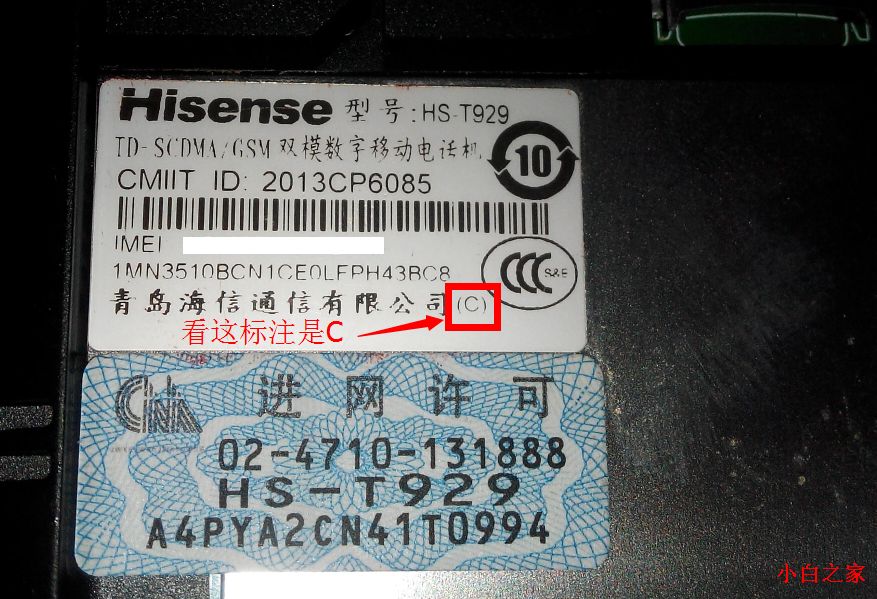 Hisense 型号:HS-T929
TD-SCDMA/GSM 双模数字移动电话机
10
CMIIT ID: 2013CP6085
IMEI
1MN3510BCN1CE0LFPH43BC8
CCC S&E
青岛海信通信有限公司(C)
看这标注是C
进网许可
02-4710-131888
HS-T929
A4PYA2CN41T0994
小白之家